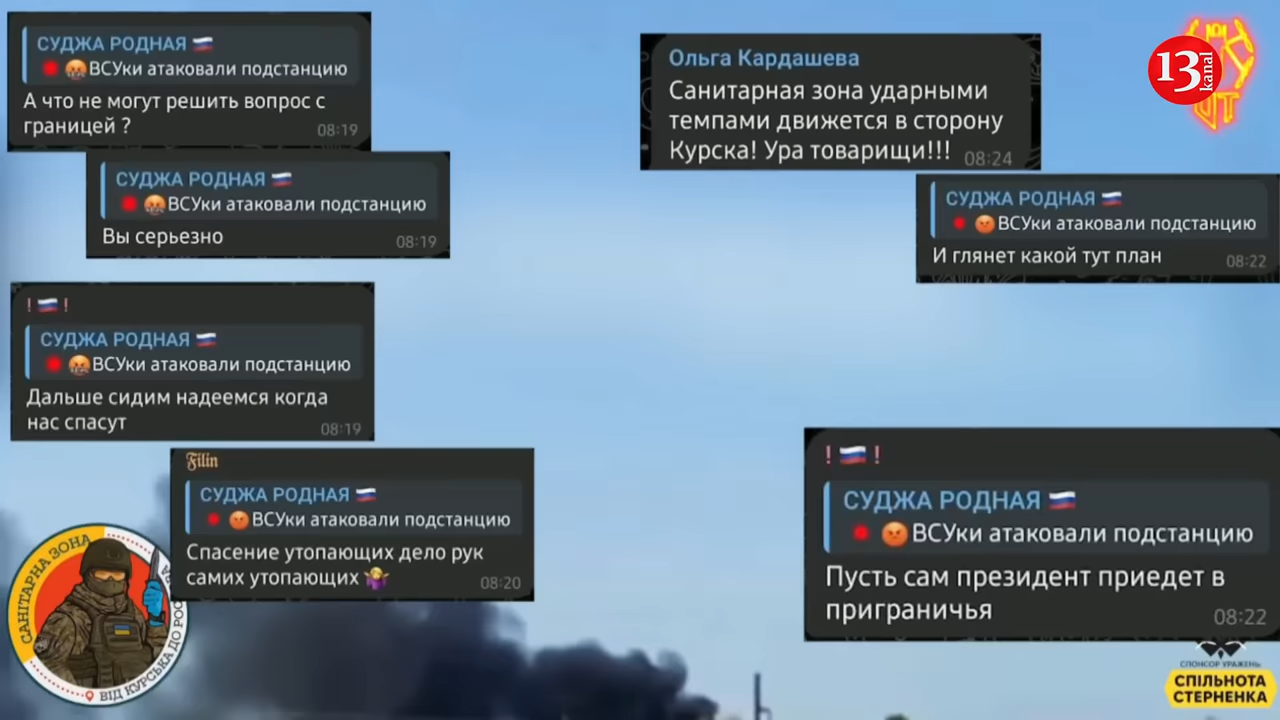 СУДЖА РОДНАЯ
ВСУки атаковали подстанцию
А что не могут решить вопрос с
границей ?
08:19
СУДЖА РОДНАЯ
ВСУки атаковали подстанцию
Вы серьезно
08:19
СУДЖА РОДНАЯ
ВСУки атаковали подстанцию
Дальше сидим надеемся когда
нас спасут
08:19
Filin
СУДЖА РОДНАЯ
ВСУки атаковали подстанцию
Спасение утопающих дело рук
самих утопающих
08:20
Ольга Кардашева
Санитарная зона ударными
темпами движется в сторону
Курска! Ура товарищи!!!
08:24
СУДЖА РОДНАЯ
ВСУки атаковали подстанцию
И глянет какой тут план
08:22
СУДЖА РОДНАЯ
ВСУки атаковали подстанцию
Пусть сам президент приедет в
приграничья
08:22
13
kanal
САНІТАРНА ЗОНА
ВІД КУРСЬКА ДО
СПОНСОР УРАЖЕНЬ
СПІЛЬНОТА
СТЕРНЕНКА